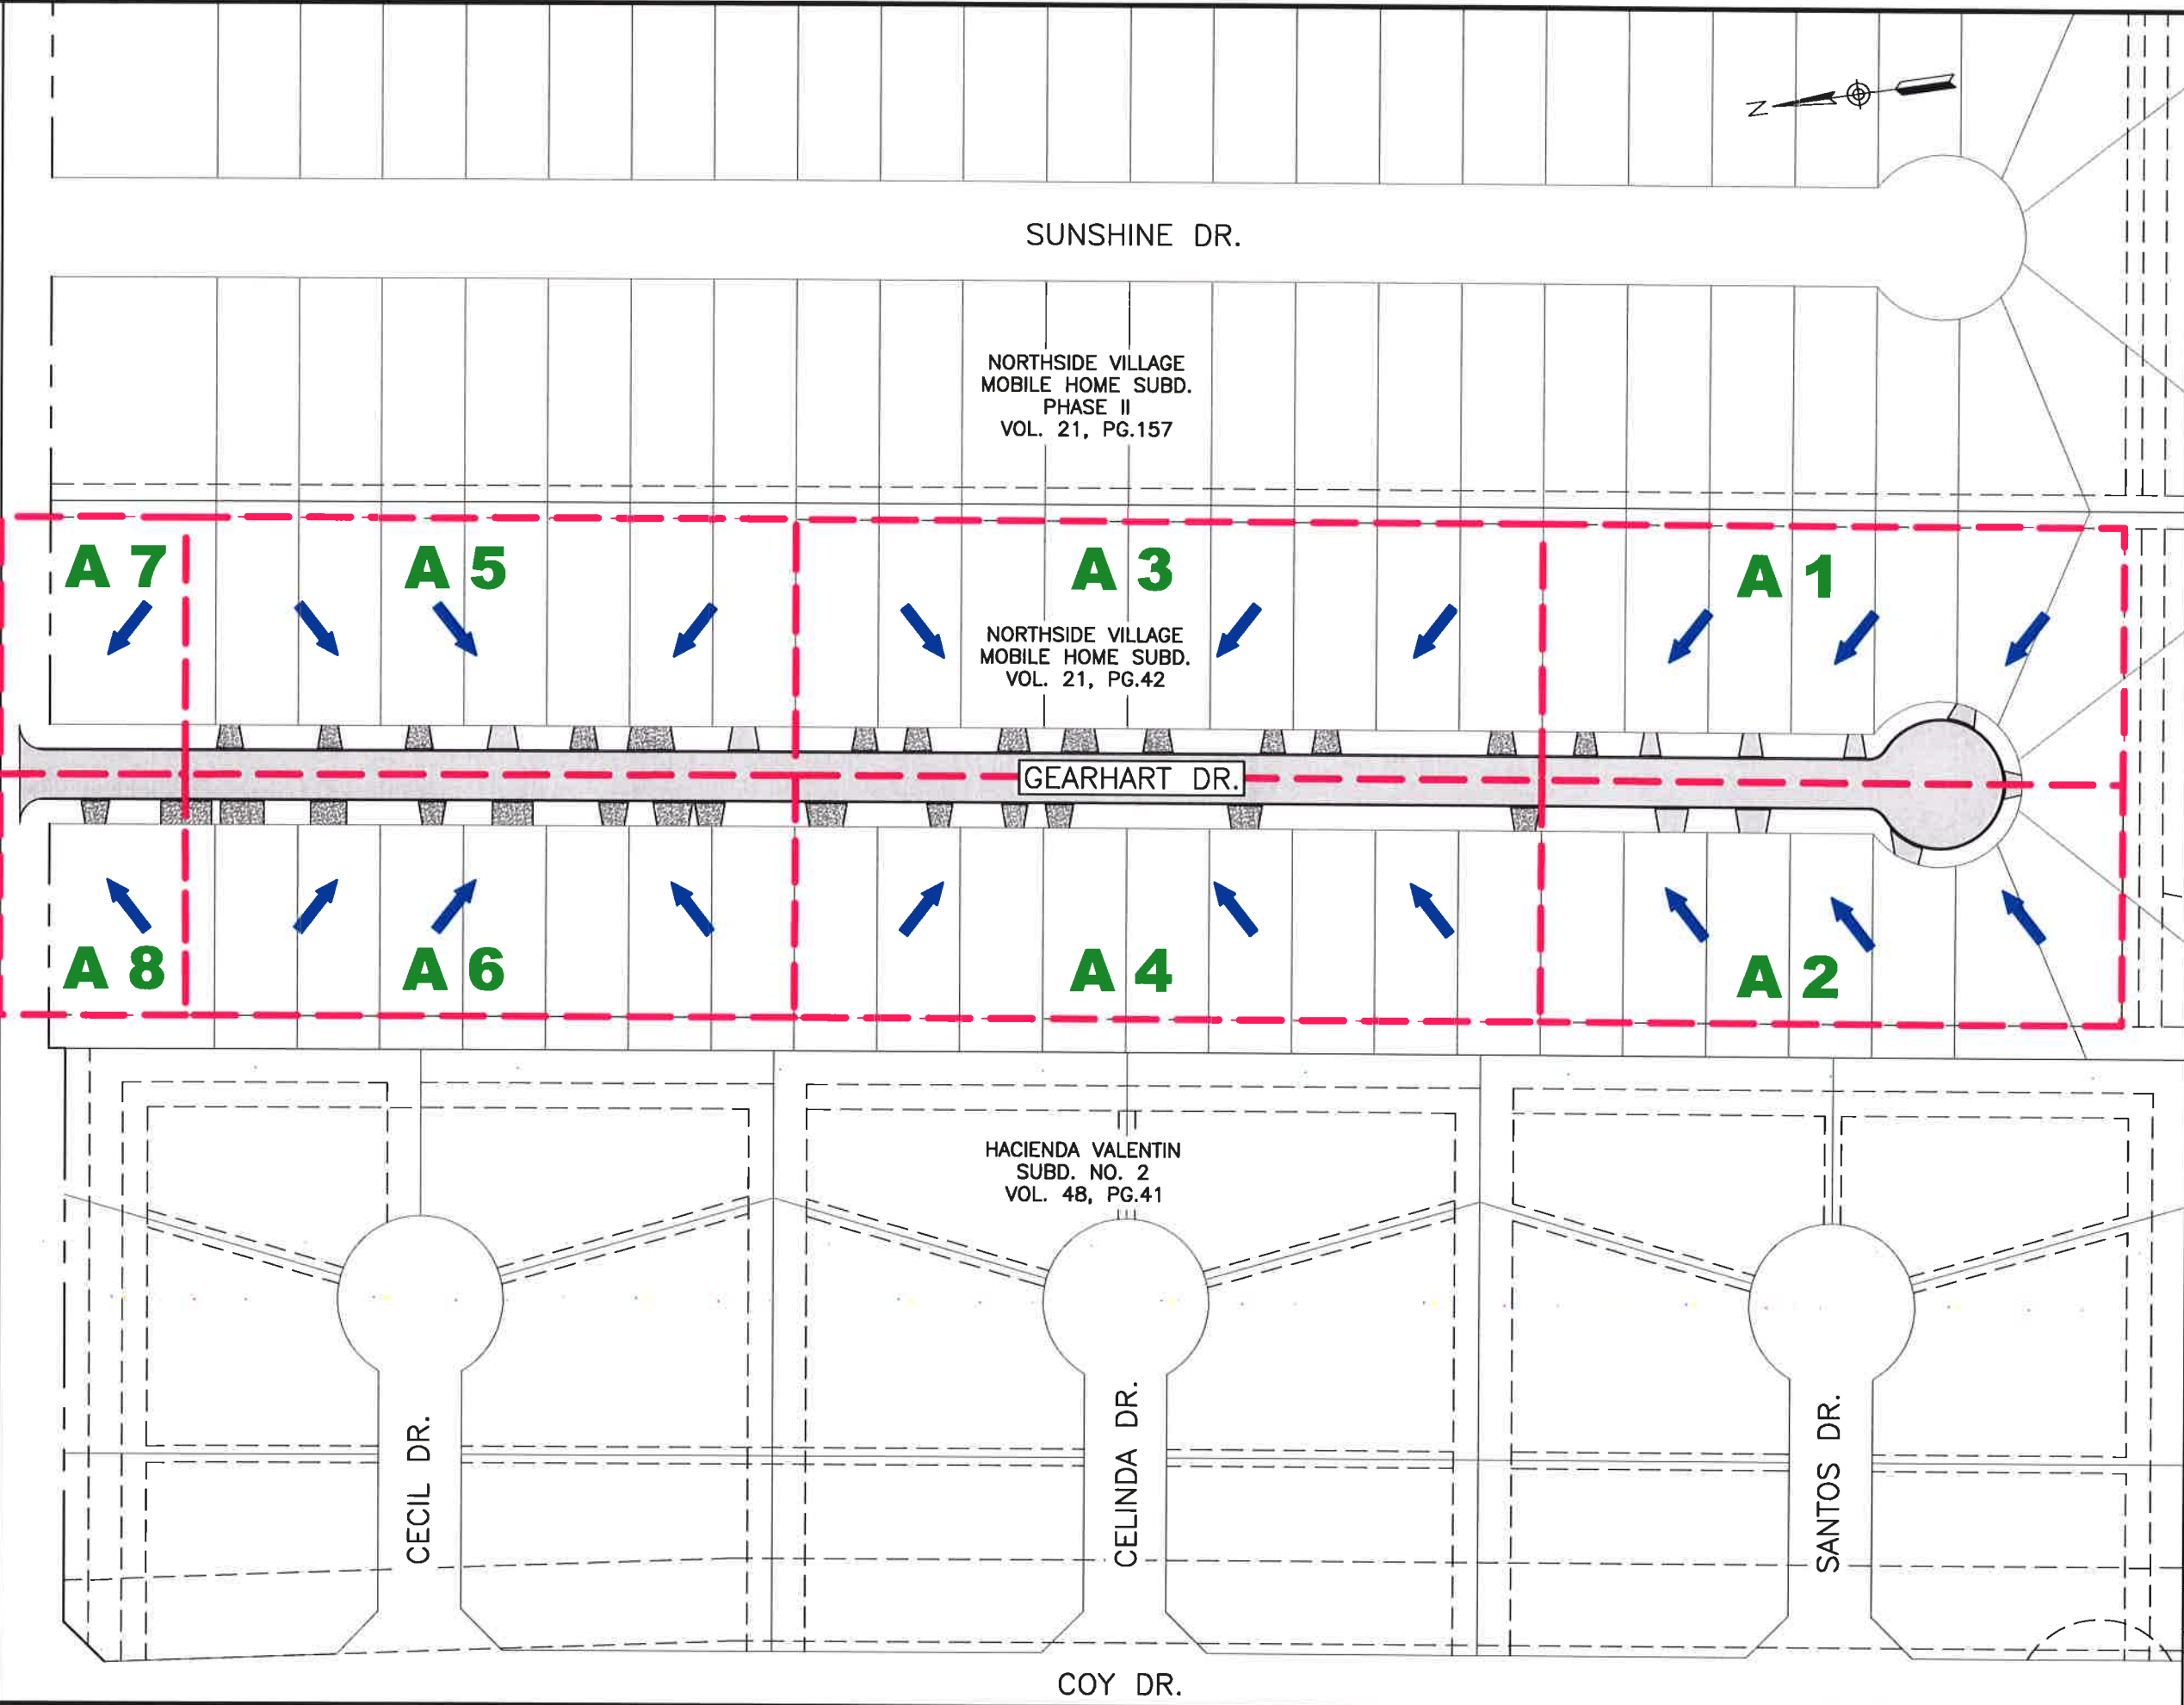 N
SUNSHINE DR.
NORTHSIDE VILLAGE
MOBILE HOME SUBD.
PHASE II
VOL. 21, PG.157
A 7
A 5
A 3
A 1
NORTHSIDE VILLAGE
MOBILE HOME SUBD.
VOL. 21, PG.42
GEARHART DR.
A 8
A 6
A 4
A 2
HACIENDA VALENTIN
SUBD. NO. 2
VOL. 48, PG.41
CECIL DR.
CELINDA DR.
SANTOS DR.
COY DR.